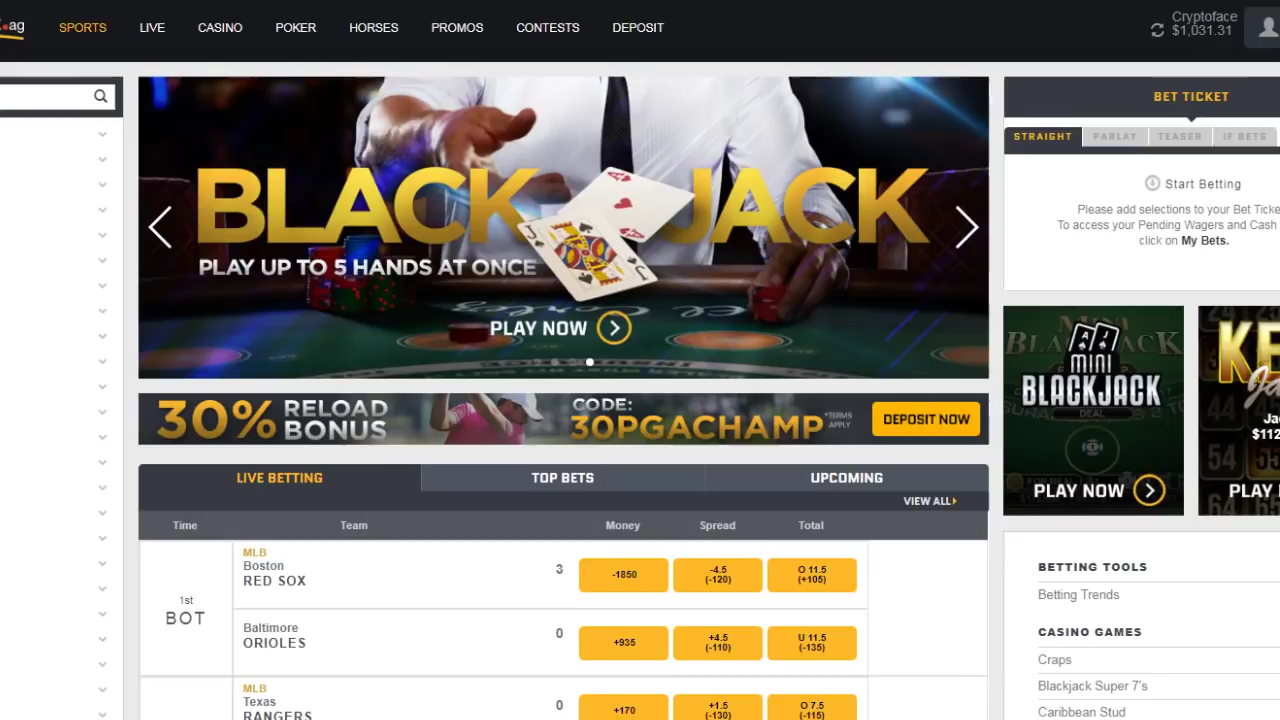 .ag
SPORTS
LIVE
CASINO
POKER
HORSES
PROMOS
CONTESTS
DEPOSIT
Cryptoface
$1,031.31
BLACK JACK
PLAY UP TO 5 HANDS AT ONCE
PLAY NOW
30% RELOAD BONUS
CODE:
30PGACHAMP
*TERMS APPLY
DEPOSIT NOW
LIVE BETTING
TOP BETS
UPCOMING
VIEW ALL
Time
Team
Money
Spread
Total
1st
BOT
MLB
Boston
RED SOX
3
-1850
-4.5
(-120)
O 11.5
(+105)
Baltimore
ORIOLES
0
+935
+4.5
(-110)
U 11.5
(-135)
MLB
Texas
RANGERS
0
+170
+1.5
(-130)
O 7.5
(-115)
BET TICKET
STRAIGHT
PARLAY
TEASER
IF BETS
Start Betting
Please add selections to your Bet Ticke
To access your Pending Wagers and Cash
click on My Bets.
MINI
BLACKJACK
DEAL
PLAY NOW
KE
Ja
$112
PLAY
BETTING TOOLS
Betting Trends
CASINO GAMES
Craps
Blackjack Super 7's
Caribbean Stud